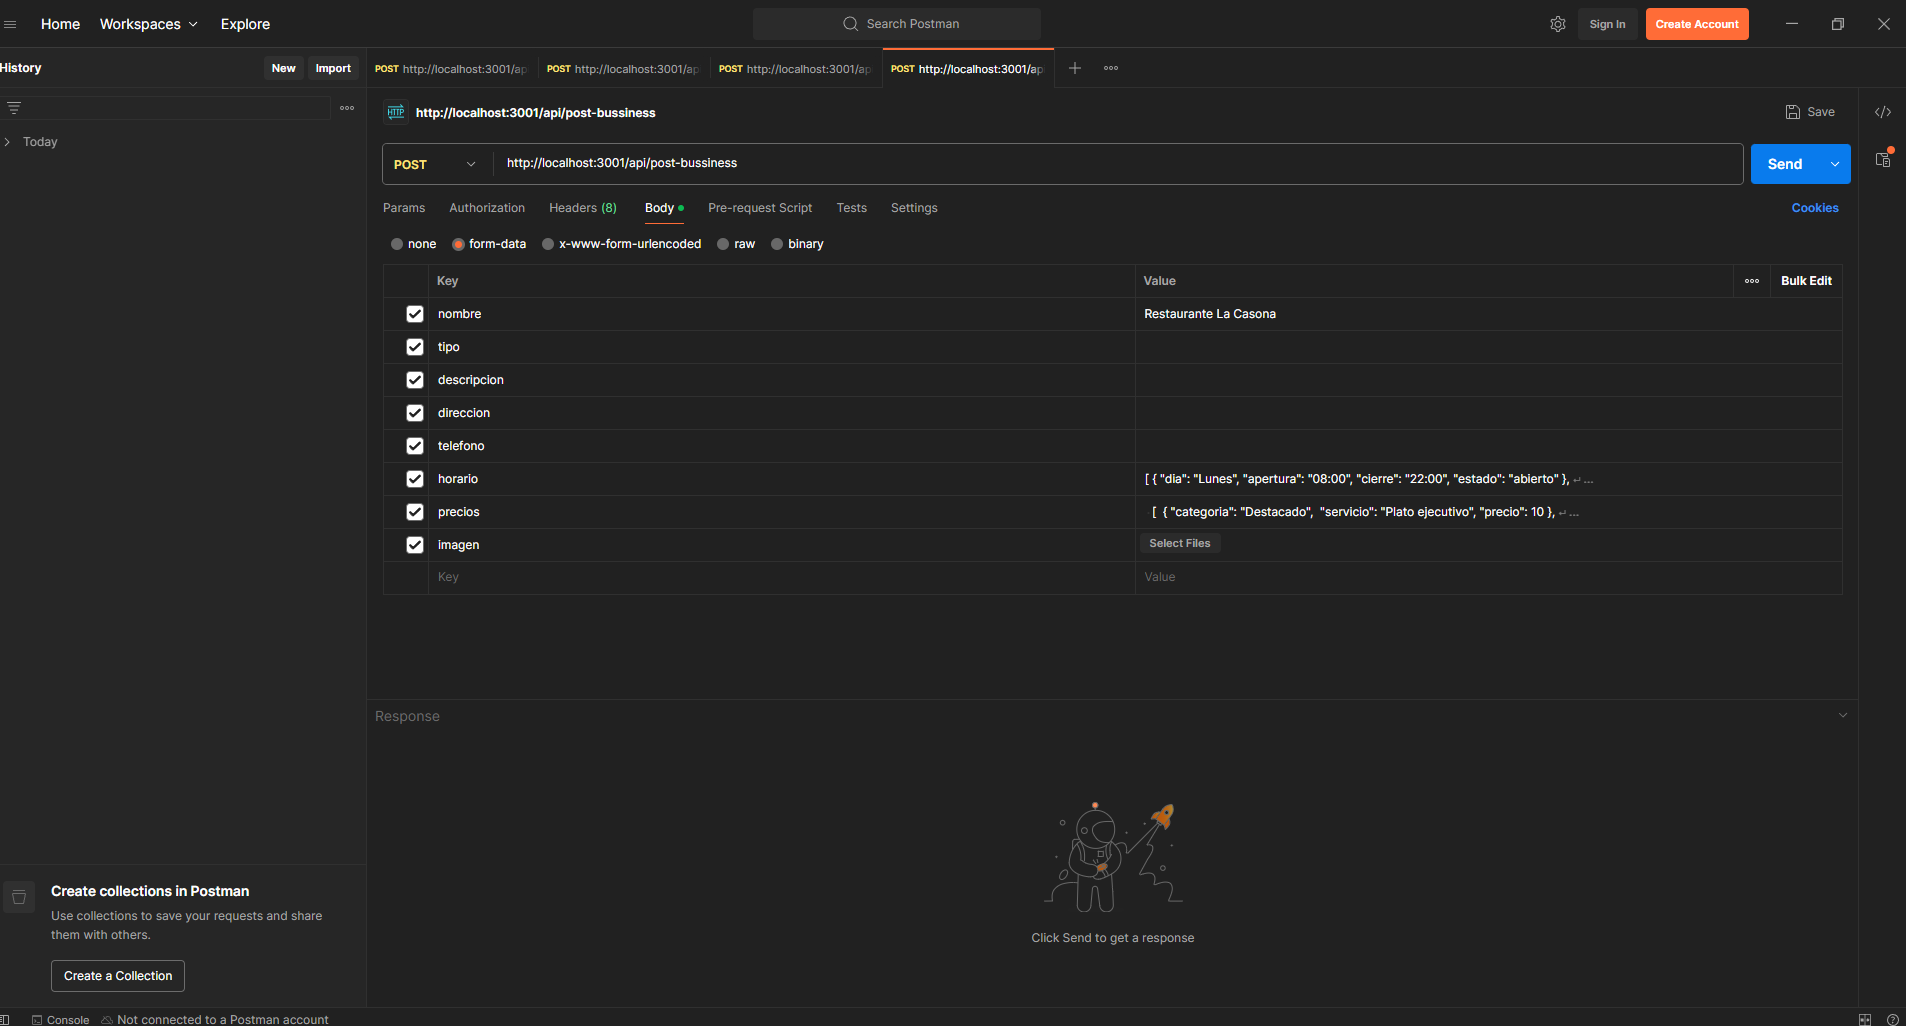 Home Workspaces Explore Search Postman Sign In Create Account
History New Import POST http://localhost:3001/ap POST http://localhost:3001/ap POST http://localhost:3001/ap POST http://localhost:3001/ap
HTTP http://localhost:3001/api/post-bussiness Save
Today
POST http://localhost:3001/api/post-bussiness Send
Params Authorization Headers (8) Body Pre-request Script Tests Settings Cookies
none form-data x-www-form-urlencoded raw binary
Key Value Bulk Edit
nombre Restaurante La Casona
tipo
descripcion
direccion
telefono
horario [ { "dia": "Lunes", "apertura": "08:00", "cierre": "22:00", "estado": "abierto" }, ↵ ...
precios [ { "categoria": "Destacado", "servicio": "Plato ejecutivo", "precio": 10 }, ↵ ...
imagen Select Files
Key Value
Response
Create collections in Postman
Use collections to save your requests and share
them with others.
Create a Collection
Click Send to get a response
Console Not connected to a Postman account